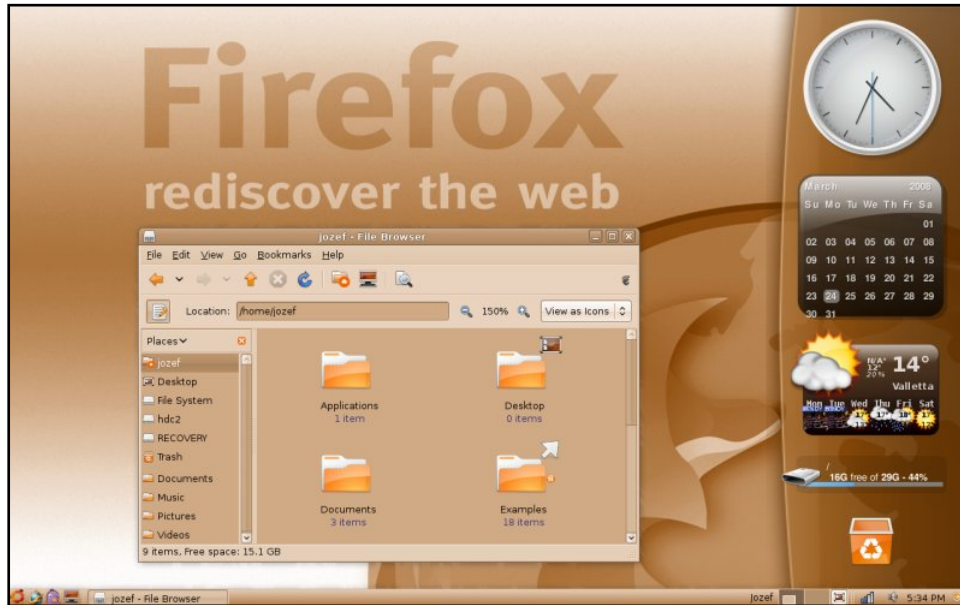 Firefox
rediscover the web
jozef - File Browser
File Edit View Go Bookmarks Help
Location: /home/jozef 150% View as Icons
Places
jozef
Desktop
File System
hdc2
RECOVERY
Trash
Documents
Music
Pictures
Videos
Applications
1 item
Desktop
0 items
Documents
3 items
Examples
18 items
9 items, Free space: 15.1 GB
March 2008
Su Mo Tu We Th Fr Sa
01
02 03 04 05 06 07 08
09 10 11 12 13 14 15
16 17 18 19 20 21 22
23 24 25 26 27 28 29
30 31
N/A°
12°
20%
14°
Valletta
Mon Tue Wed Thu Fri Sat
/
16G free of 29G - 44%
jozef - File Browser
Jozef
5:34 PM